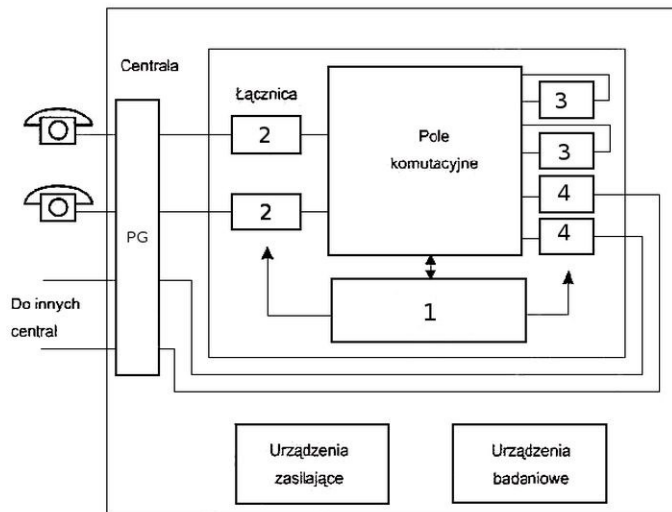 Centrala
Łącznica
2
2
Pole
komutacyjne
3
3
4
4
PG
1
Do innych
central
Urządzenia
zasilające
Urządzenia
badaniowe